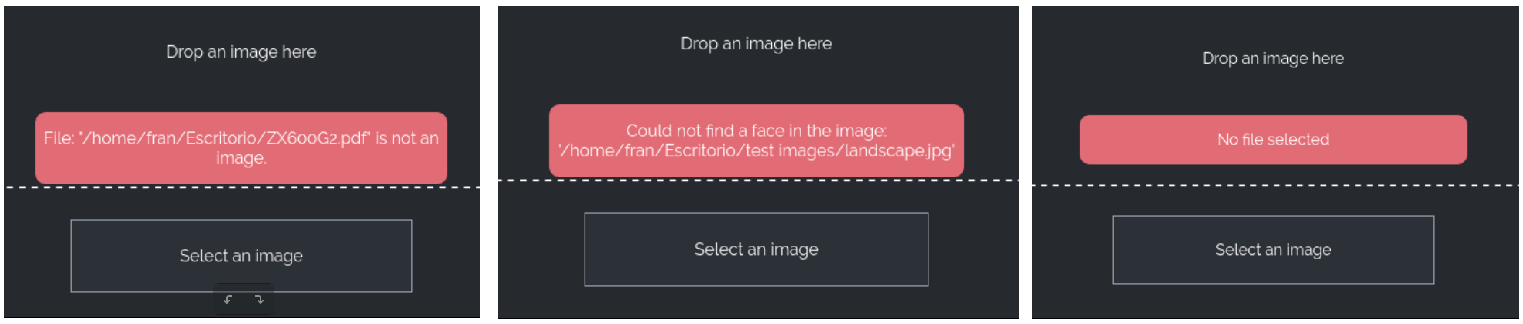 Drop an image here
File: "/home/fran/Escritorio/ZX600G2.pdf" is not an
image.
Select an image
Drop an image here
Could not find a face in the image:
'/home/fran/Escritorio/test images/landscape.jpg'
Select an image
Drop an image here
No file selected
Select an image